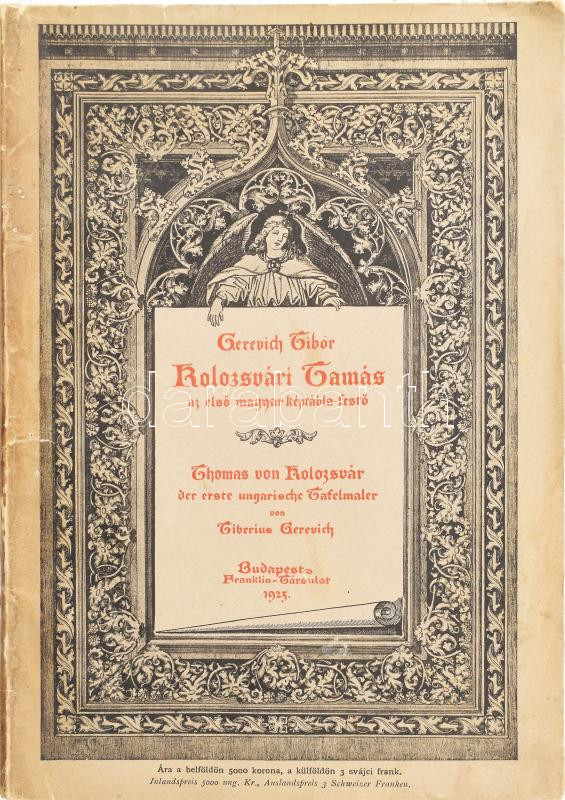 Gerevich Tibór
Kolozsvári Tamás
az első magyar képtábla-festő
Thomas von Kolozsvár
der erste ungarische Tafelmaler
von
Tiberius Gerevich
Budapest
Franklin-Társulat
1923.
Ára a belföldön 5000 korona, a külföldön 3 svájci frank.
Inlandspreis 5000 ung. Kr., Auslandspreis 3 Schweizer Franken.
darabanth